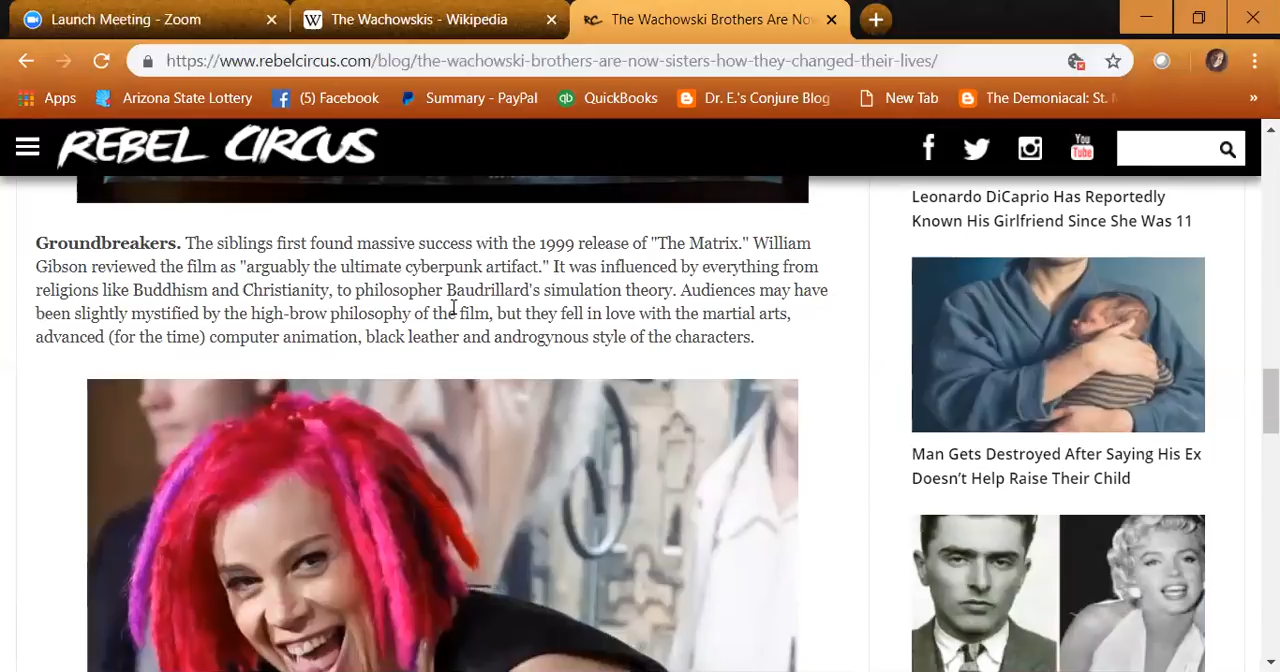 Launch Meeting - Zoom
The Wachowskis - Wikipedia
The Wachowski Brothers Are Nov
https://www.rebelcircus.com/blog/the-wachowski-brothers-are-now-sisters-how-they-changed-their-lives/
Apps
Arizona State Lottery
(5) Facebook
Summary - PayPal
QuickBooks
Dr. E.'s Conjure Blog
New Tab
The Demoniacal: St.
»
REBEL CIRCUS
You
Tube
Leonardo DiCaprio Has Reportedly
Known His Girlfriend Since She Was 11
Groundbreakers. The siblings first found massive success with the 1999 release of "The Matrix." William
Gibson reviewed the film as "arguably the ultimate cyberpunk artifact." It was influenced by everything from
religions like Buddhism and Christianity, to philosopher Baudrillard's simulation theory. Audiences may have
been slightly mystified by the high-brow philosophy of the film, but they fell in love with the martial arts,
advanced (for the time) computer animation, black leather and androgynous style of the characters.
Man Gets Destroyed After Saying His Ex
Doesn't Help Raise Their Child